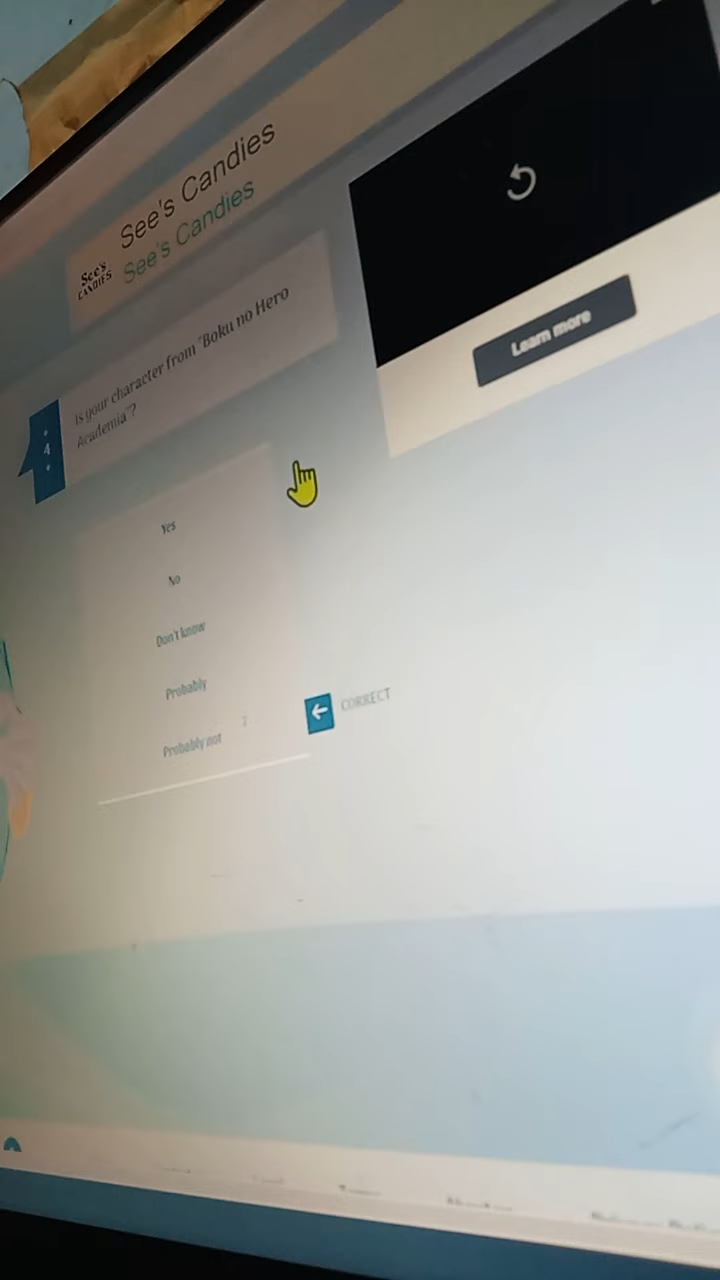 See's Candies
See's
CANDIES
See's Candies
Learn more
4
Is your character from "Boku no Hero
Academia"?
Yes
No
Don't know
Probably
Probably not
CORRECT